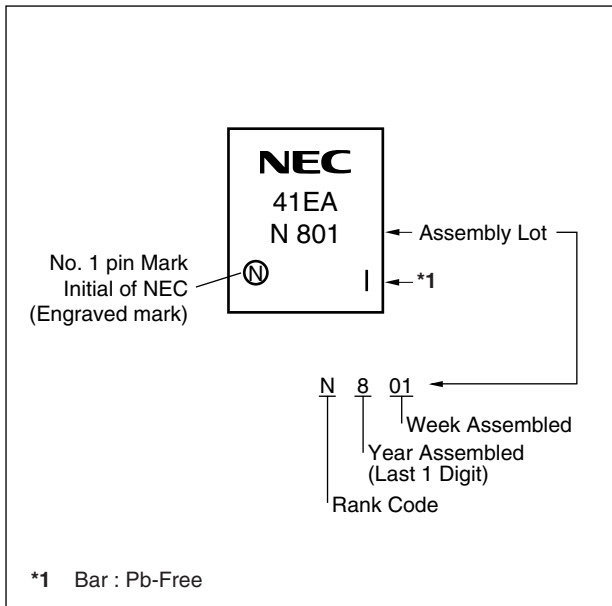 NEC
41EA
N 801
Assembly Lot
No. 1 pin Mark
Initial of NEC
(Engraved mark)
N
*1
N 8 01
Week Assembled
Year Assembled
(Last 1 Digit)
Rank Code
*1 Bar : Pb-Free